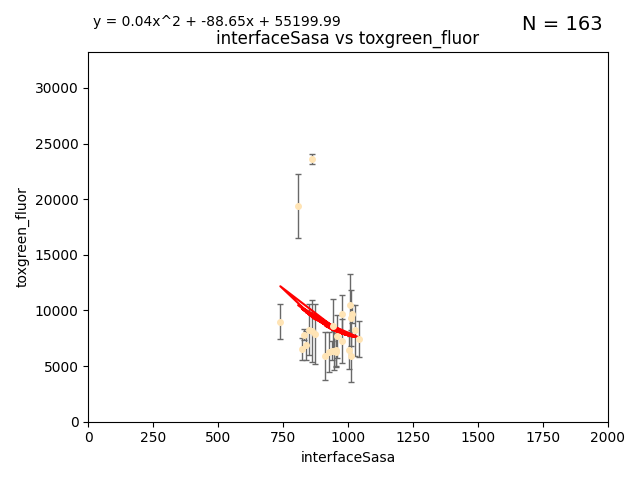 y = 0.04x^2 + -88.65x + 55199.99
N = 163
interfaceSasa vs toxgreen_fluor
30000
25000
20000
15000
10000
5000
0
toxgreen_fluor
0 250 500 750 1000 1250 1500 1750 2000
interfaceSasa